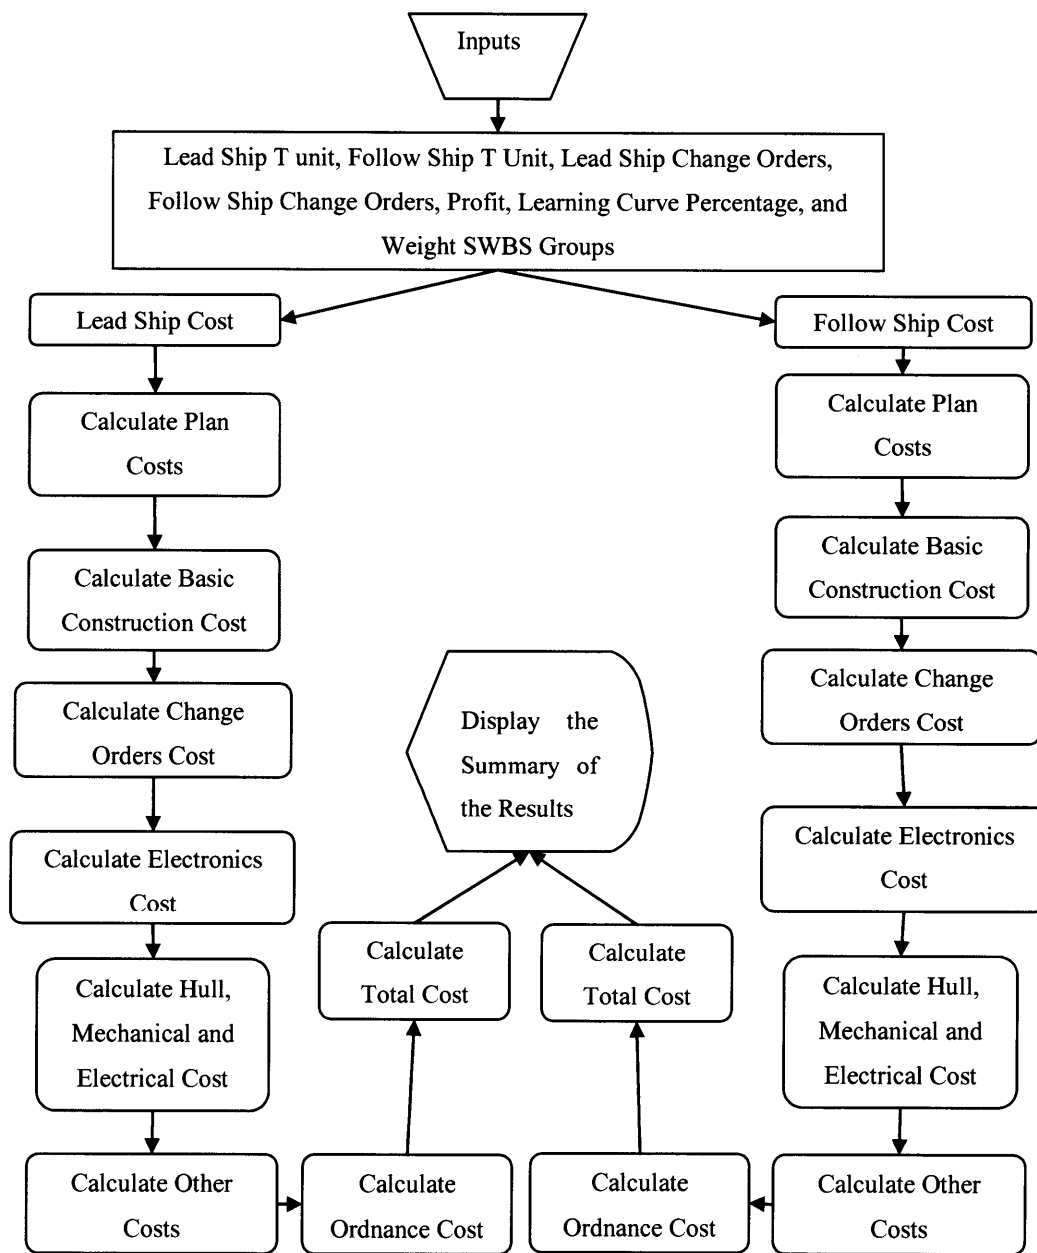 Inputs
Lead Ship T unit, Follow Ship T Unit, Lead Ship Change Orders,
Follow Ship Change Orders, Profit, Learning Curve Percentage, and
Weight SWBS Groups
Lead Ship Cost
Calculate Plan
Costs
Calculate Basic
Construction Cost
Calculate Change
Orders Cost
Calculate Electronics
Cost
Calculate Hull,
Mechanical and
Electrical Cost
Calculate Other
Costs
Calculate
Ordnance Cost
Calculate
Total Cost
Follow Ship Cost
Calculate Plan
Costs
Calculate Basic
Construction Cost
Calculate Change
Orders Cost
Calculate Electronics
Cost
Calculate Hull,
Mechanical and
Electrical Cost
Calculate Other
Costs
Calculate
Ordnance Cost
Calculate
Total Cost
Display the
Summary of
the Results